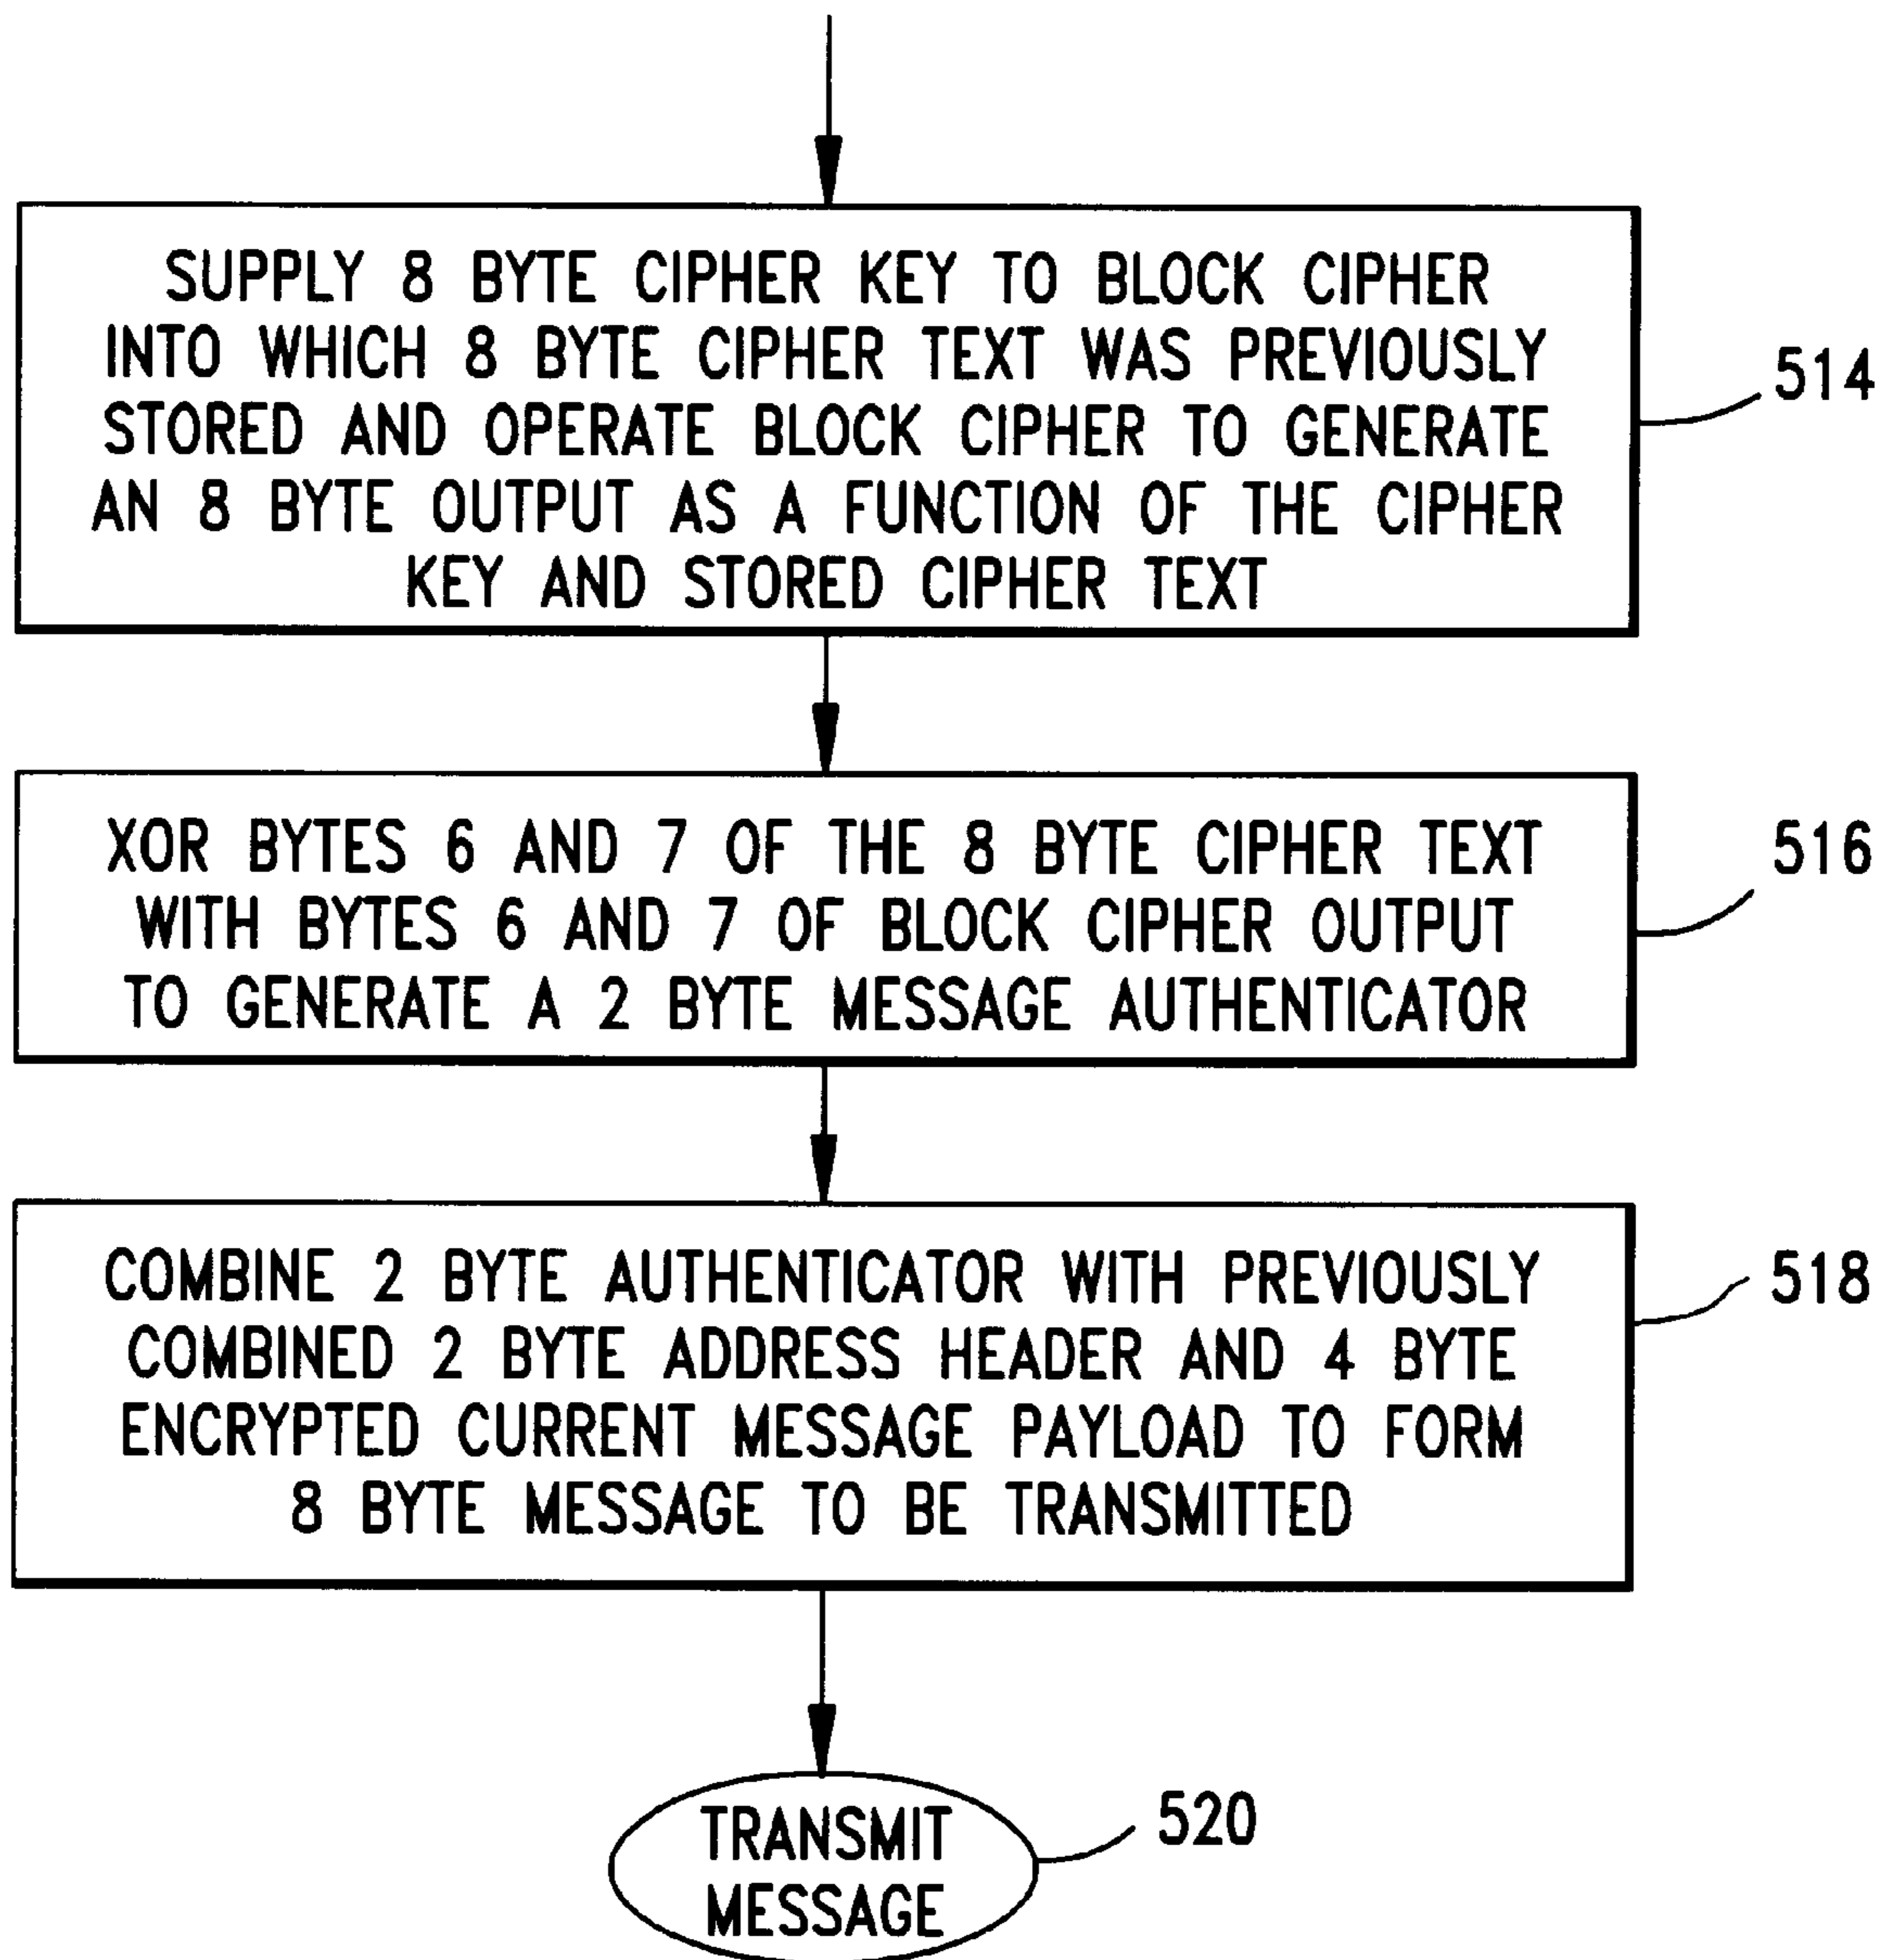 SUPPLY 8 BYTE CIPHER KEY TO BLOCK CIPHER
INTO WHICH 8 BYTE CIPHER TEXT WAS PREVIOUSLY
STORED AND OPERATE BLOCK CIPHER TO GENERATE
AN 8 BYTE OUTPUT AS A FUNCTION OF THE CIPHER
KEY AND STORED CIPHER TEXT
514
XOR BYTES 6 AND 7 OF THE 8 BYTE CIPHER TEXT
WITH BYTES 6 AND 7 OF BLOCK CIPHER OUTPUT
TO GENERATE A 2 BYTE MESSAGE AUTHENTICATOR
516
COMBINE 2 BYTE AUTHENTICATOR WITH PREVIOUSLY
COMBINED 2 BYTE ADDRESS HEADER AND 4 BYTE
ENCRYPTED CURRENT MESSAGE PAYLOAD TO FORM
8 BYTE MESSAGE TO BE TRANSMITTED
518
TRANSMIT
MESSAGE
520